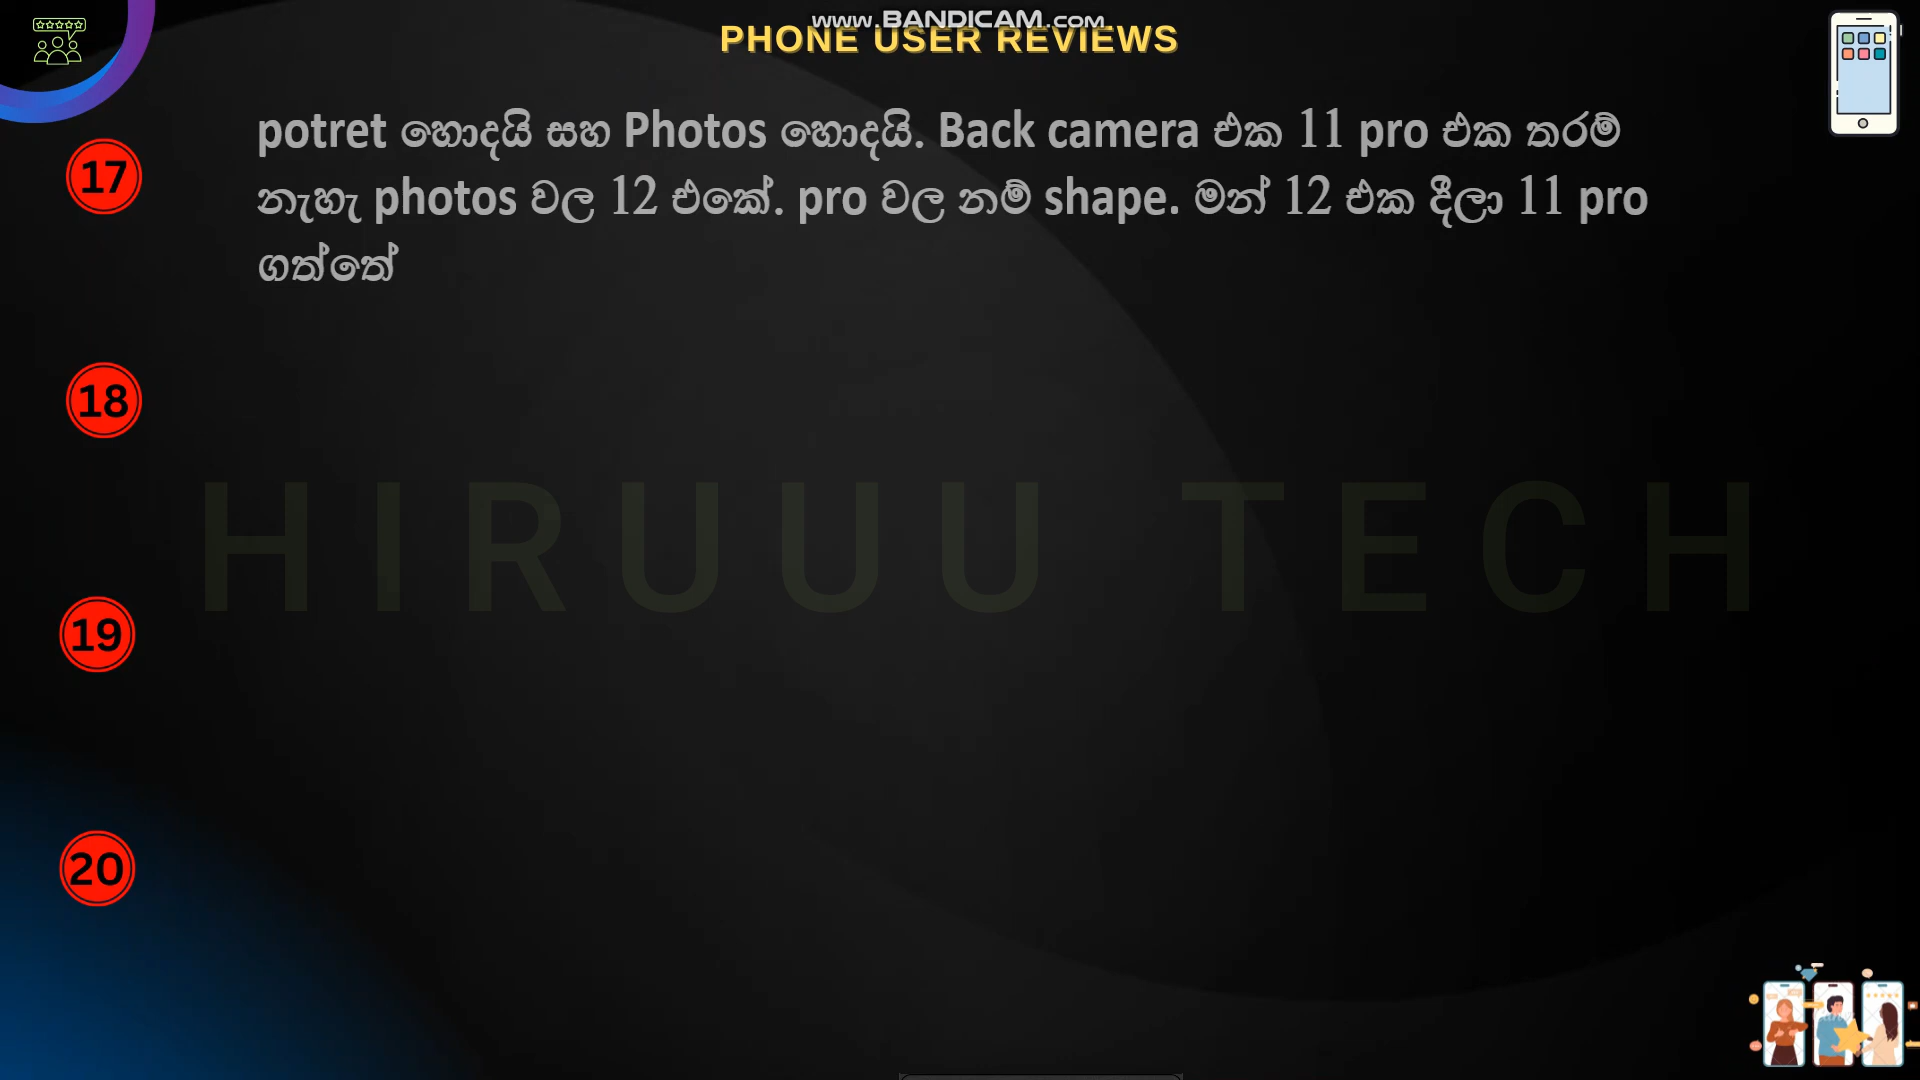 www.BANDICAM.com
PHONE USER REVIEWS
17
potret හොදයි සහ Photos හොදයි. Back camera එක 11 pro එක තරම්
නැහැ photos වල 12 එකේ. pro වල නම් shape. මන් 12 එක දීලා 11 pro
ගත්තේ
18
HIRUUU TECH
19
20